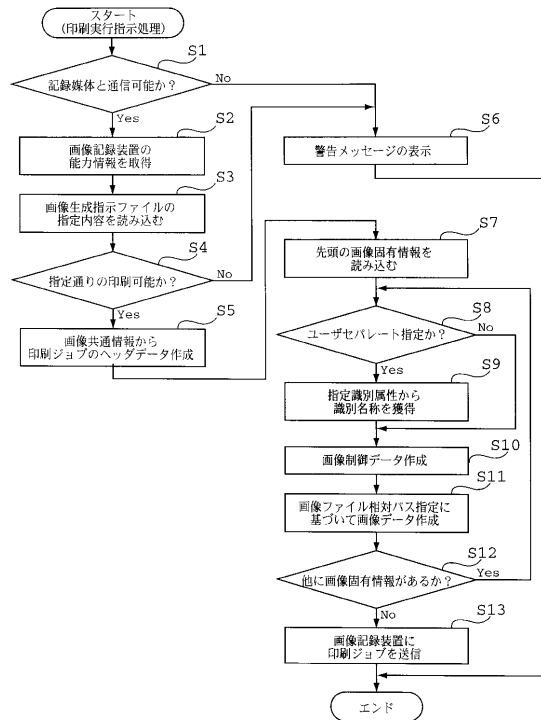 スタート
(印刷実行指示処理)
S1
記録媒体と通信可能か?
No
Yes
S2
画像記録装置の
能力情報を取得
S3
画像生成指示ファイルの
指定内容を読み込む
S4
指定通りの印刷可能か?
No
Yes
S5
画像共通情報から
印刷ジョブのヘッダデータ作成
S6
警告メッセージの表示
S7
先頭の画像固有情報を
読み込む
S8
ユーザセパレート指定か?
No
Yes
S9
指定識別属性から
識別名称を獲得
S10
画像制御データ作成
S11
画像ファイル相対パス指定に
基づいて画像データ作成
S12
他に画像固有情報があるか?
Yes
No
S13
画像記録装置に
印刷ジョブを送信
エンド